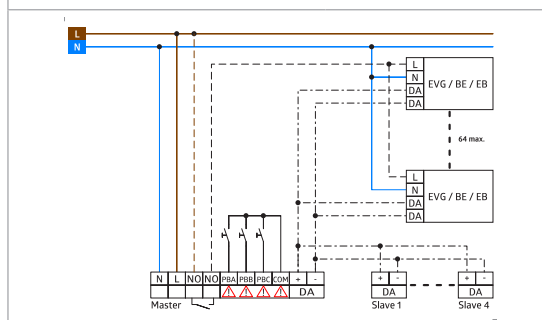 L
N
L
N
DA
DA
EVG / BE / EB
64 max.
L
N
DA
DA
EVG / BE / EB
N L NO NO PBA PBB PBC COM + -
DA
Master
+ -
DA
Slave 1
+ -
DA
Slave 4